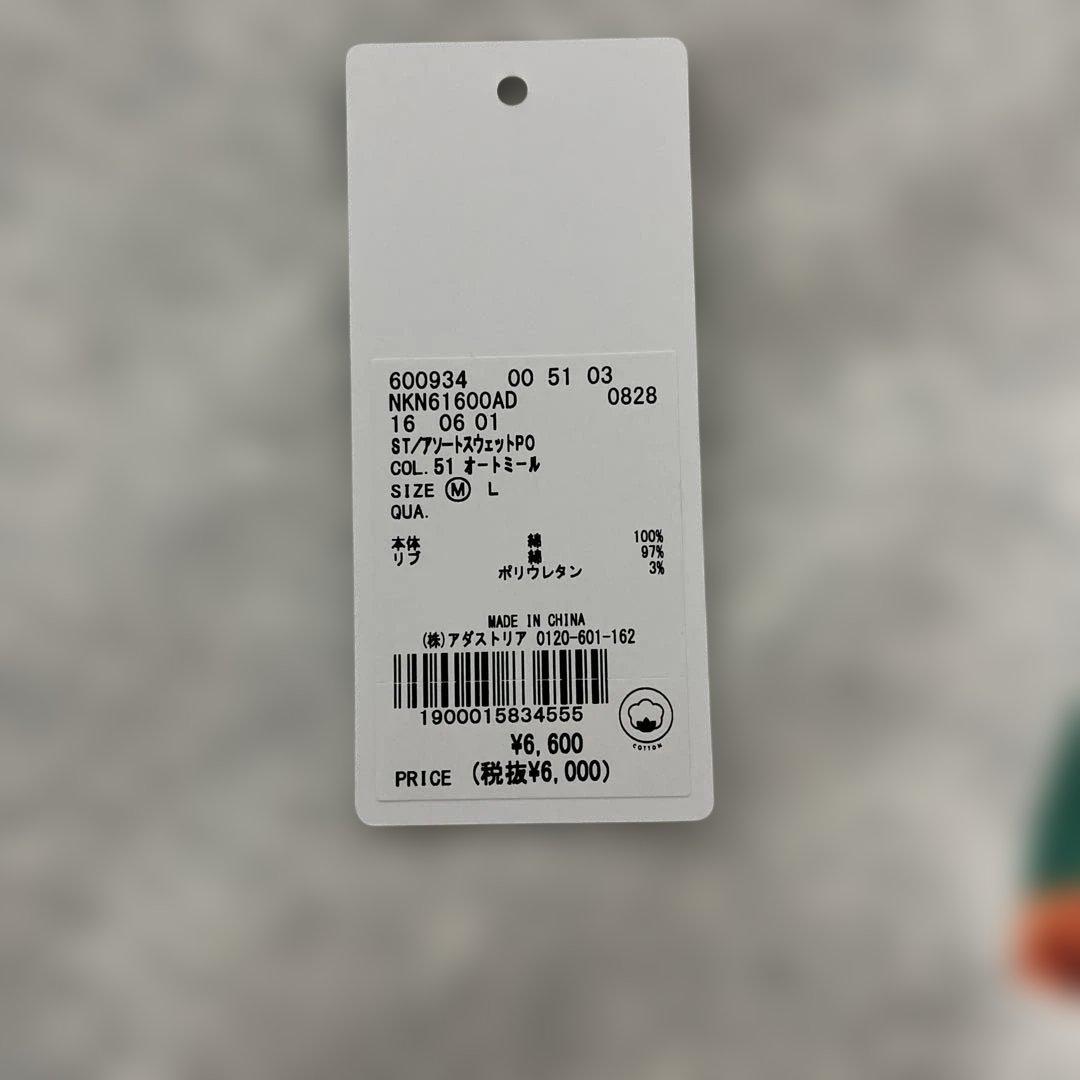 600934 00 51 03
NKN61600AD 0828
16 06 01
ST/アソートスウェットPO
COL.51 オートミール
SIZE Ⓜ L
QUA.
本体 綿 100%
リブ 綿 97%
ポリウレタン 3%
MADE IN CHINA
(株)アダストリア 0120-601-162
1900015834555
COTTON
¥6,600
PRICE (税抜¥6,000)